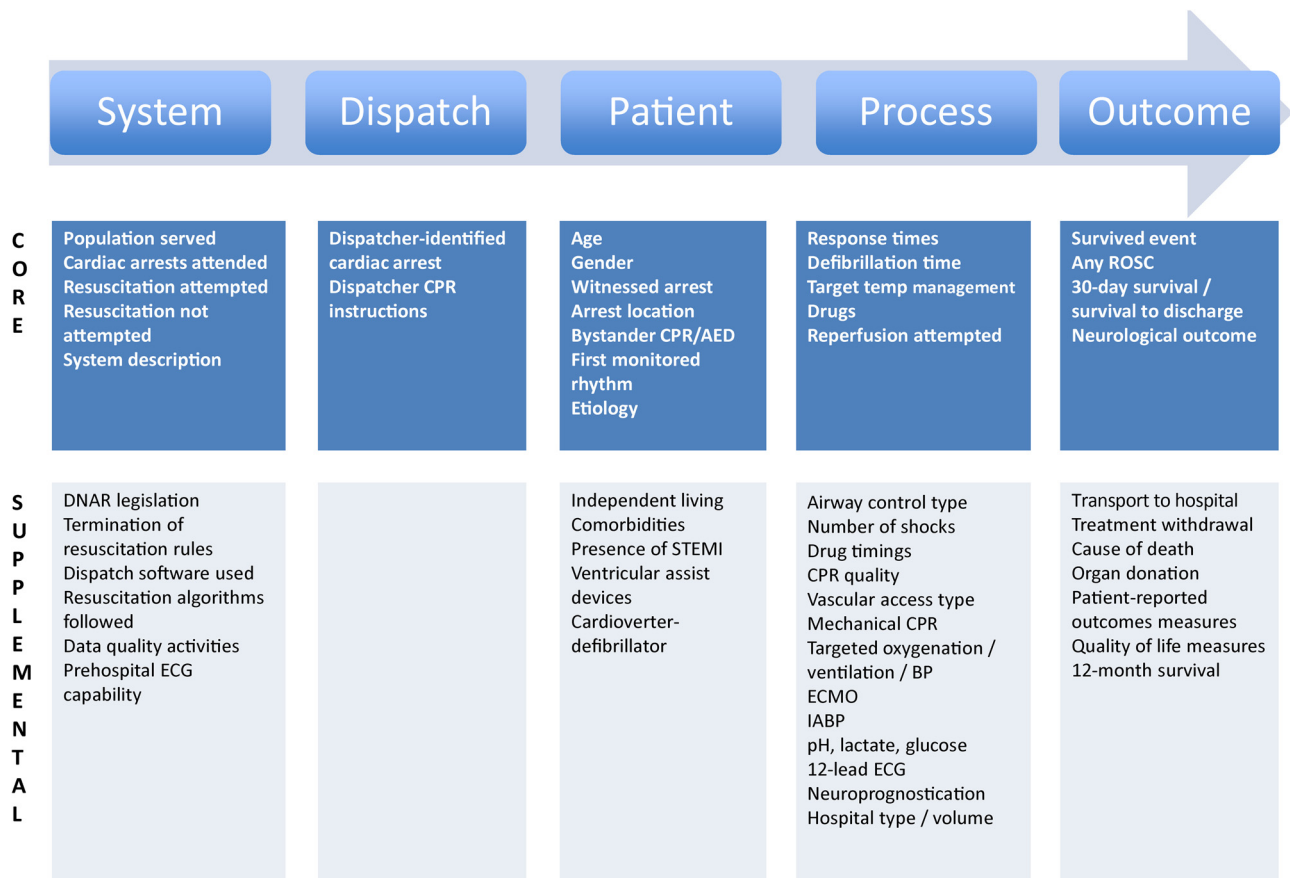 System
Dispatch
Patient
Process
Outcome
CORE
Population served
Cardiac arrests attended
Resuscitation attempted
Resuscitation not
attempted
System description
Dispatcher-identified
cardiac arrest
Dispatcher CPR
instructions
Age
Gender
Witnessed arrest
Arrest location
Bystander CPR/AED
First monitored
rhythm
Etiology
Response times
Defibrillation time
Target temp management
Drugs
Reperfusion attempted
Survived event
Any ROSC
30-day survival /
survival to discharge
Neurological outcome
SUPPLEMENTAL
DNAR legislation
Termination of
resuscitation rules
Dispatch software used
Resuscitation algorithms
followed
Data quality activities
Prehospital ECG
capability
Independent living
Comorbidities
Presence of STEMI
Ventricular assist
devices
Cardioverter-
defibrillator
Airway control type
Number of shocks
Drug timings
CPR quality
Vascular access type
Mechanical CPR
Targeted oxygenation /
ventilation / BP
ECMO
IABP
pH, lactate, glucose
12-lead ECG
Neuroprognostication
Hospital type / volume
Transport to hospital
Treatment withdrawal
Cause of death
Organ donation
Patient-reported
outcomes measures
Quality of life measures
12-month survival